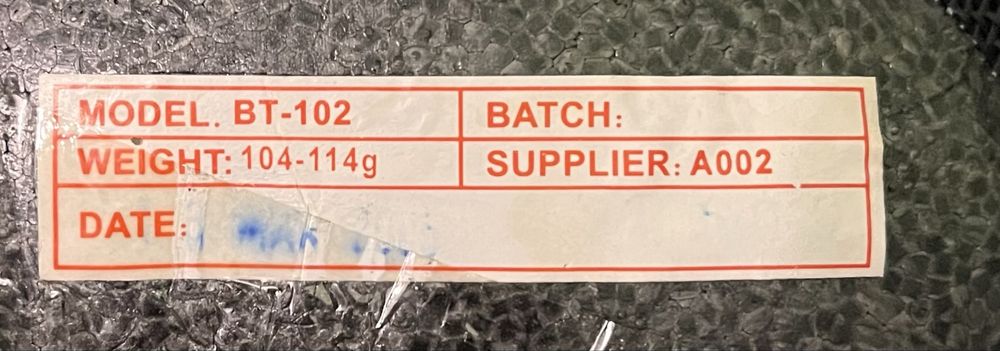 MODEL. BT-102
BATCH:
WEIGHT: 104-114g
SUPPLIER: A002
DATE: